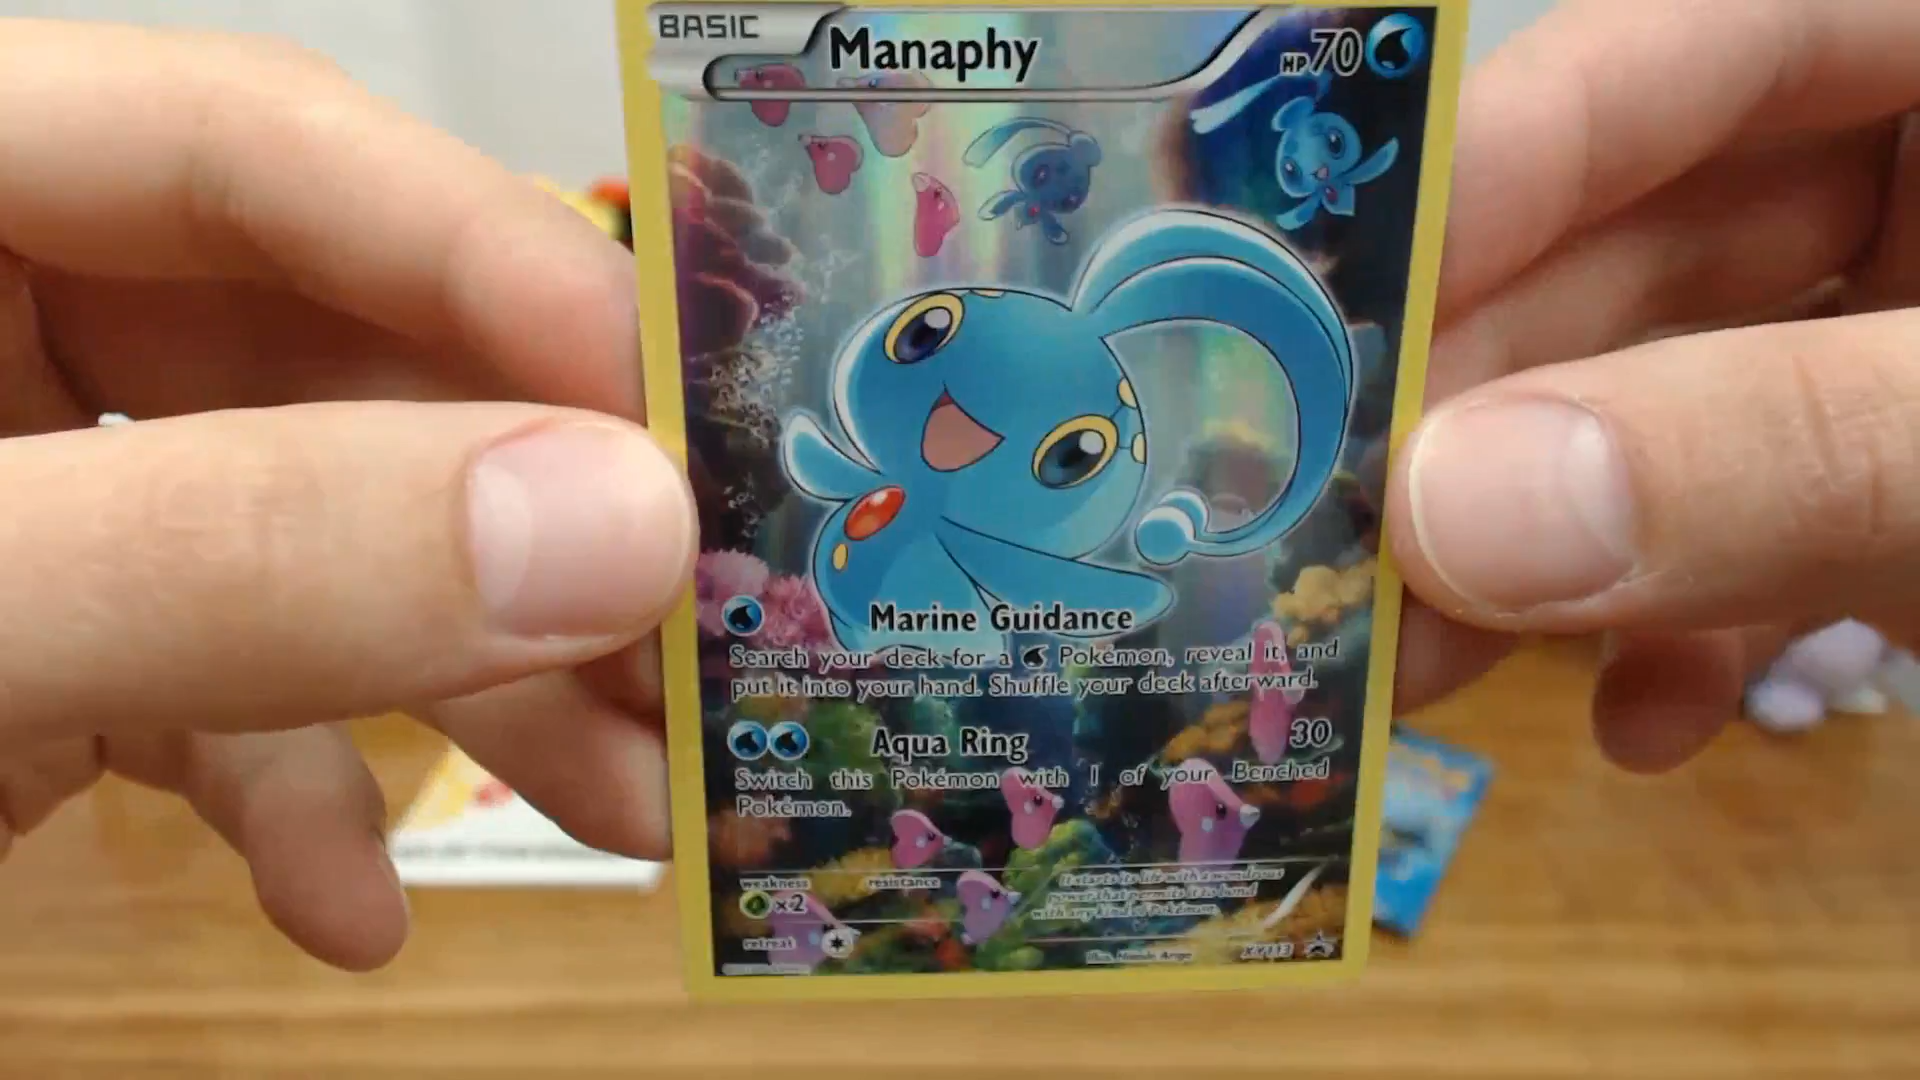 BASIC
Manaphy
HP 70
Marine Guidance
Search your deck for a Pokémon, reveal it, and
put it into your hand. Shuffle your deck afterward.
Aqua Ring 30
Switch this Pokémon with 1 of your Benched
Pokémon.
weakness resistance
×2
It starts its life with a wondrous
power that permits it to bond
with any kind of Pokémon.
retreat
Illus. Naoki
XY113